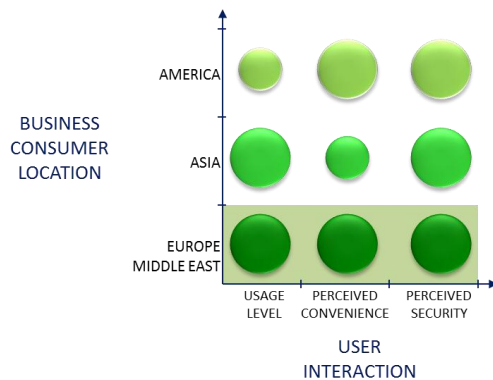 AMERICA
BUSINESS
CONSUMER
LOCATION
ASIA
EUROPE
MIDDLE EAST
USAGE
LEVEL
PERCEIVED
CONVENIENCE
PERCEIVED
SECURITY
USER
INTERACTION